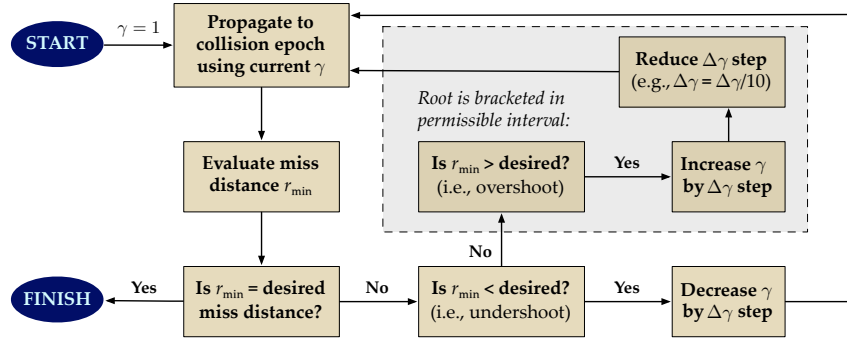 START
γ = 1
Propagate to
collision epoch
using current γ
Reduce Δγ step
(e.g., Δγ = Δγ/10)
Root is bracketed in
permissible interval:
Evaluate miss
distance r_min
Is r_min > desired?
(i.e., overshoot)
Yes
Increase γ
by Δγ step
No
FINISH
Yes
Is r_min = desired
miss distance?
No
Is r_min < desired?
(i.e., undershoot)
Yes
Decrease γ
by Δγ step